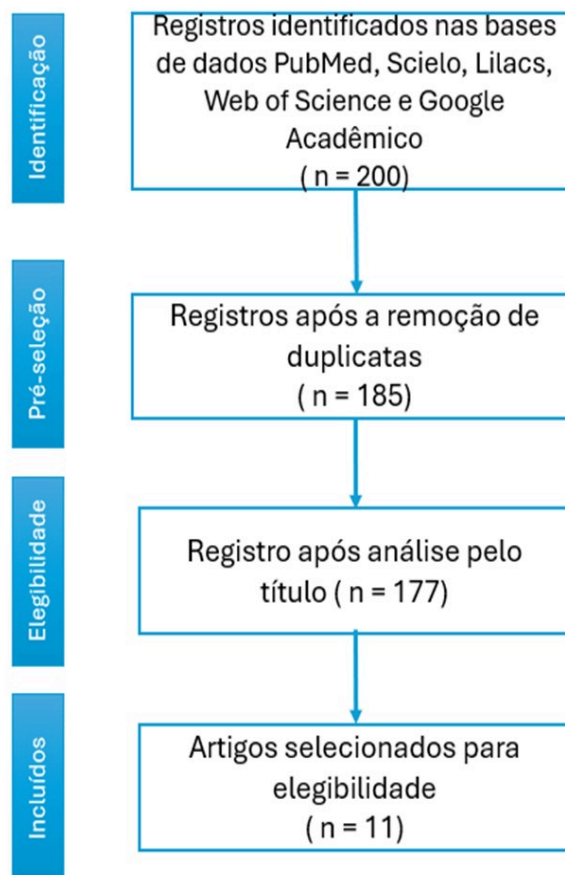 Identificação
Registros identificados nas bases
de dados PubMed, Scielo, Lilacs,
Web of Science e Google
Acadêmico
( n = 200)
Pré-seleção
Registros após a remoção de
duplicatas
( n = 185)
Elegibilidade
Registro após análise pelo
título ( n = 177)
Incluídos
Artigos selecionados para
elegibilidade
( n = 11)